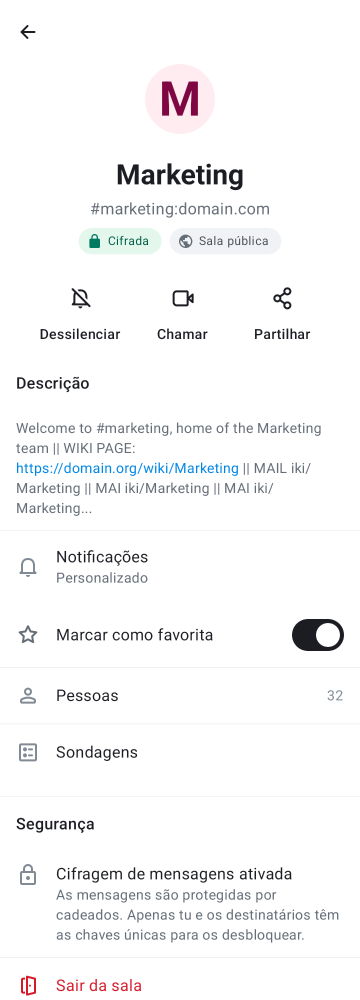 M
Marketing
#marketing:domain.com
Cifrada
Sala pública
Dessilenciar
Chamar
Partilhar
Descrição
Welcome to #marketing, home of the Marketing
team || WIKI PAGE:
https://domain.org/wiki/Marketing || MAIL iki/
Marketing || MAI iki/Marketing || MAI iki/
Marketing...
Notificações
Personalizado
Marcar como favorita
Pessoas
32
Sondagens
Segurança
Cifragem de mensagens ativada
As mensagens são protegidas por
cadeados. Apenas tu e os destinatários têm
as chaves únicas para os desbloquear.
Sair da sala